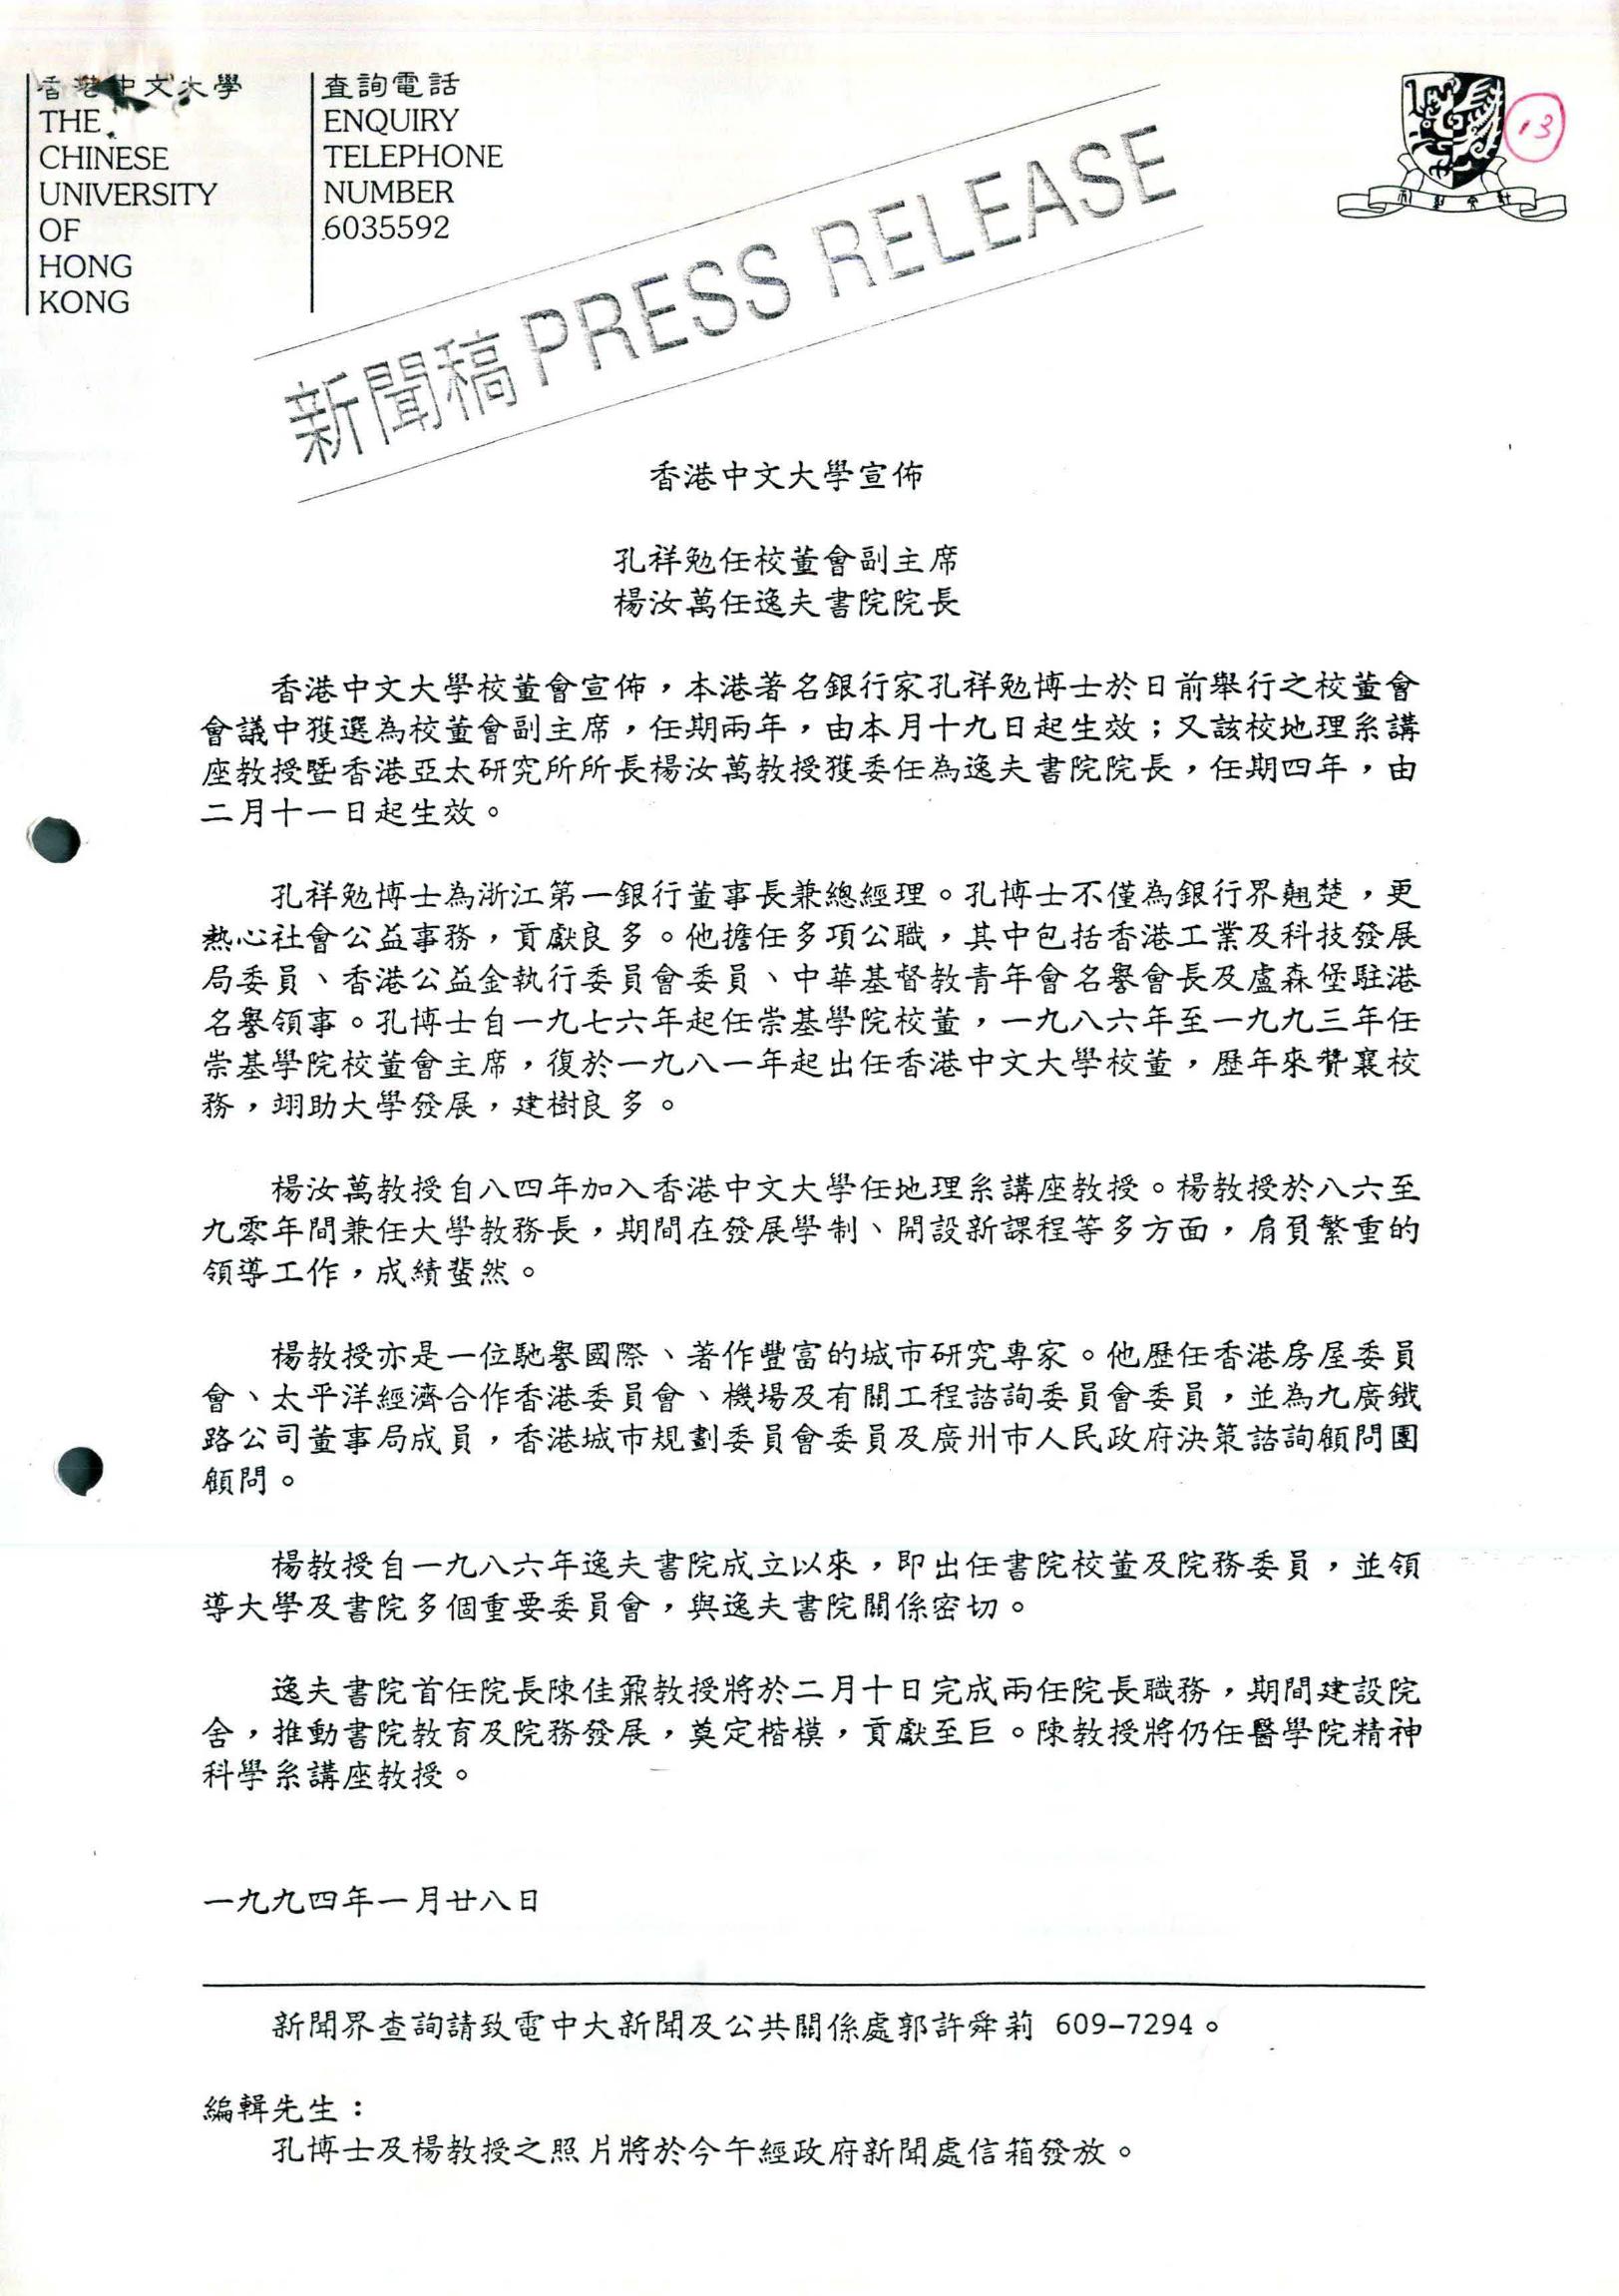 香港中文大學
THE
CHINESE
UNIVERSITY
OF
HONG
KONG
查詢電話
ENQUIRY
TELEPHONE
NUMBER
6035592
13
新聞稿 PRESS RELEASE
香港中文大學宣佈
孔祥勉任校董會副主席
楊汝萬任逸夫書院院長
香港中文大學校董會宣佈，本港著名銀行家孔祥勉博士於日前舉行之校董會
會議中獲選為校董會副主席，任期兩年，由本月十九日起生效；又該校地理系講
座教授暨香港亞太研究所所長楊汝萬教授獲委任為逸夫書院院長，任期四年，由
二月十一日起生效。
孔祥勉博士為浙江第一銀行董事長兼總經理。孔博士不僅為銀行界翹楚，更
熱心社會公益事務，貢獻良多。他擔任多項公職，其中包括香港工業及科技發展
局委員、香港公益金執行委員會委員、中華基督教青年會名譽會長及盧森堡駐港
名譽領事。孔博士自一九七六年起任崇基學院校董，一九八六年至一九九三年任
崇基學院校董會主席，復於一九八一年起出任香港中文大學校董，歷年來贊襄校
務，翊助大學發展，建樹良多。
楊汝萬教授自八四年加入香港中文大學任地理系講座教授。楊教授於八六至
九零年間兼任大學教務長，期間在發展學制、開設新課程等多方面，肩負繁重的
領導工作，成績蜚然。
楊教授亦是一位馳譽國際、著作豐富的城市研究專家。他歷任香港房屋委員
會、太平洋經濟合作香港委員會、機場及有關工程諮詢委員會委員，並為九廣鐵
路公司董事局成員，香港城市規劃委員會委員及廣州市人民政府決策諮詢顧問團
顧問。
楊教授自一九八六年逸夫書院成立以來，即出任書院校董及院務委員，並領
導大學及書院多個重要委員會，與逸夫書院關係密切。
逸夫書院首任院長陳佳鼐教授將於二月十日完成兩任院長職務，期間建設院
舍，推動書院教育及院務發展，奠定楷模，貢獻至巨。陳教授將仍任醫學院精神
科學系講座教授。
一九九四年一月廿八日
新聞界查詢請致電中大新聞及公共關係處郭許舜莉 609-7294。
編輯先生：
孔博士及楊教授之照片將於今午經政府新聞處信箱發放。